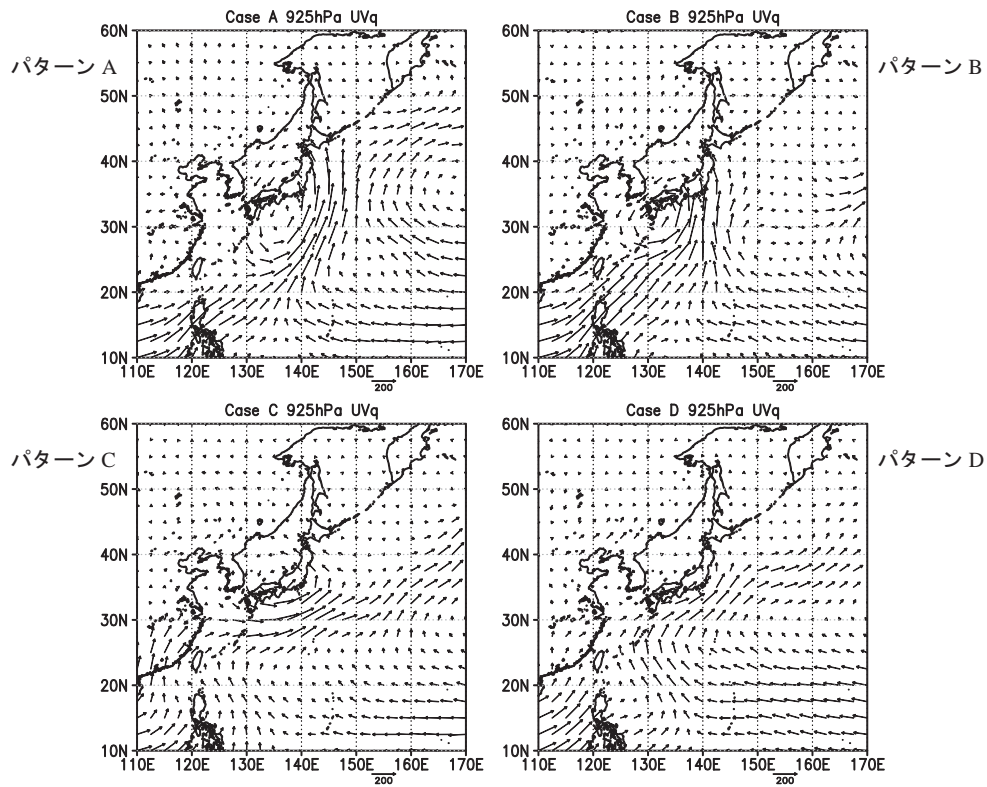 Case A 925hPa UVq
パターン A
60N
50N
40N
30N
20N
10N
110E 120E 130E 140E 150E 160E 170E
200
Case B 925hPa UVq
パターン B
60N
50N
40N
30N
20N
10N
110E 120E 130E 140E 150E 160E 170E
200
Case C 925hPa UVq
パターン C
60N
50N
40N
30N
20N
10N
110E 120E 130E 140E 150E 160E 170E
200
Case D 925hPa UVq
パターン D
60N
50N
40N
30N
20N
10N
110E 120E 130E 140E 150E 160E 170E
200